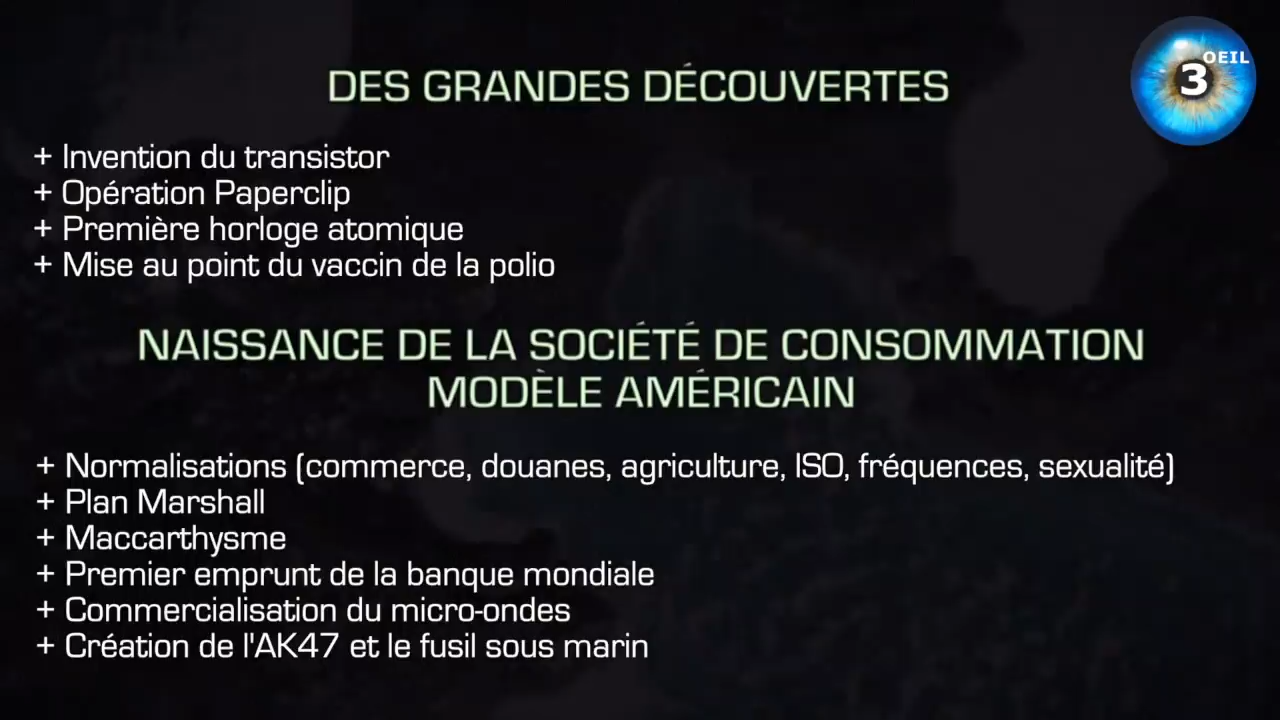 DES GRANDES DÉCOUVERTES
OEIL
3
+ Invention du transistor
+ Opération Paperclip
+ Première horloge atomique
+ Mise au point du vaccin de la polio
NAISSANCE DE LA SOCIÉTÉ DE CONSOMMATION
MODÈLE AMÉRICAIN
+ Normalisations (commerce, douanes, agriculture, ISO, fréquences, sexualité)
+ Plan Marshall
+ Maccarthysme
+ Premier emprunt de la banque mondiale
+ Commercialisation du micro-ondes
+ Création de l'AK47 et le fusil sous marin